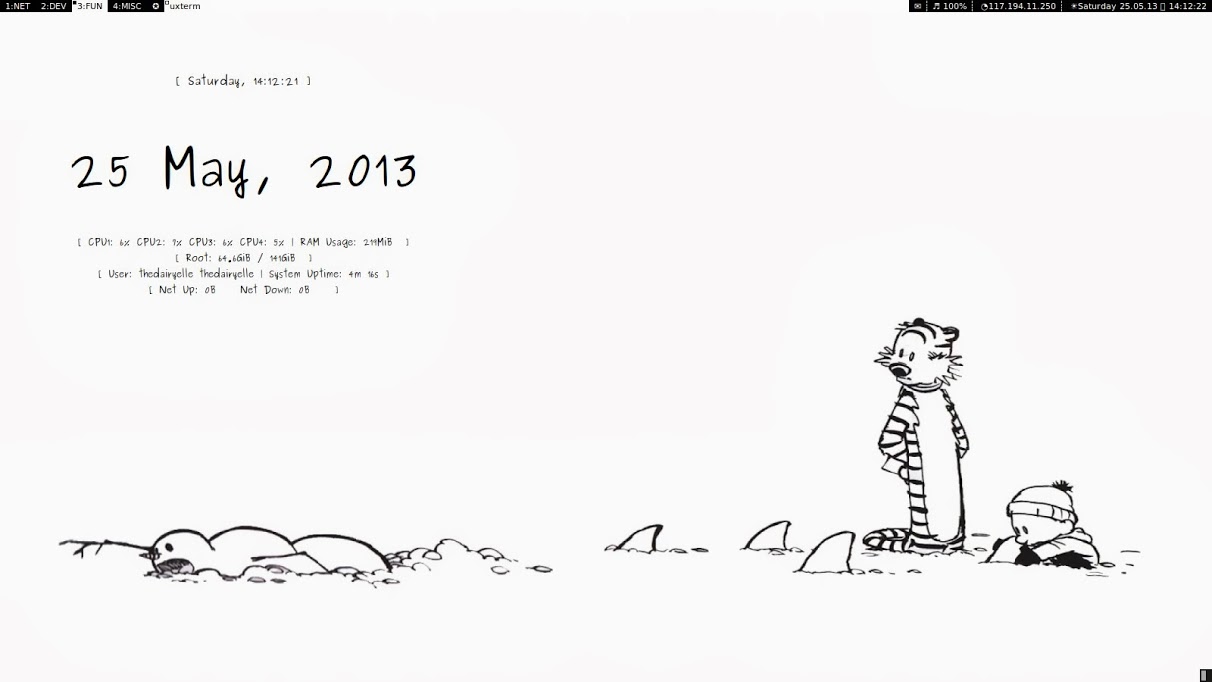 1:NET 2:DEV 3:FUN 4:MISC uxterm 100% 117.194.11.250 Saturday 25.05.13 14:12:22
[ Saturday, 14:12:21 ]
25 May, 2013
[ CPU1: 6% CPU2: 7% CPU3: 6% CPU4: 5% | RAM Usage: 219MiB ]
[ Root: 64.6GiB / 141GiB ]
[ User: thedairyelle thedairyelle | System Uptime: 4m 16s ]
[ Net Up: 0B Net Down: 0B ]